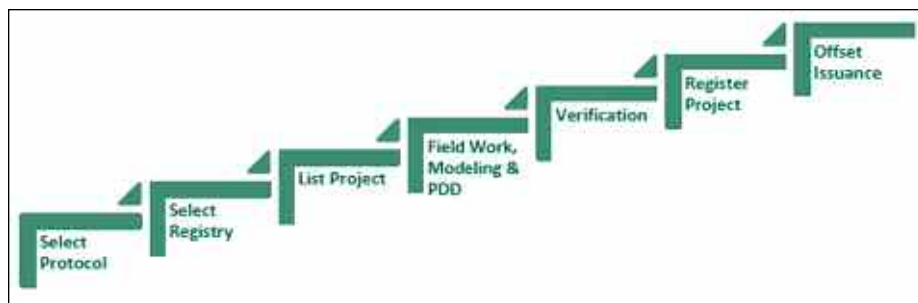 Select
Protocol
Select
Registry
List Project
Field Work,
Modeling &
PDD
Verification
Register
Project
Offset
Issuance